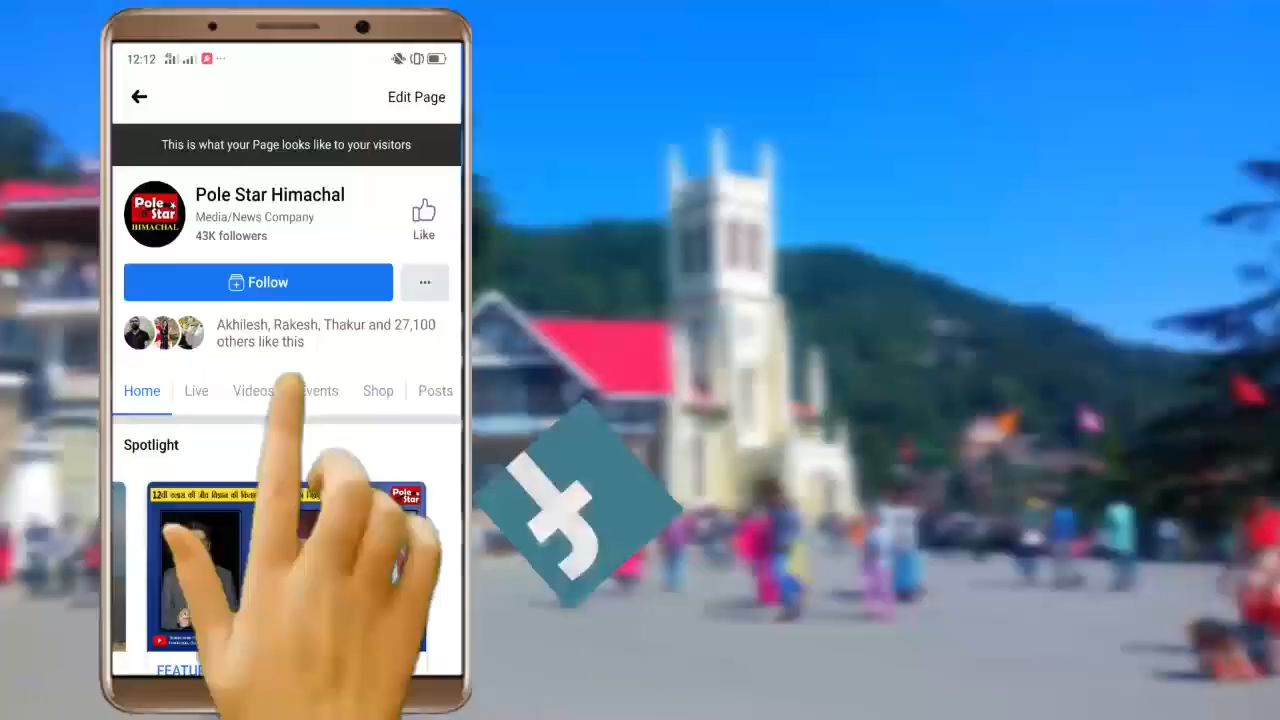 12:12
Edit Page
This is what your Page looks like to your visitors
Pole Star Himachal
Pole
Star
HIMACHAL
Media/News Company
43K followers
Like
Follow
Akhilesh, Rakesh, Thakur and 27,100
others like this
Home
Live
Videos
Shop
Posts
Spotlight
12वीं कक्षा की जीव विज्ञान की
Pole
Star